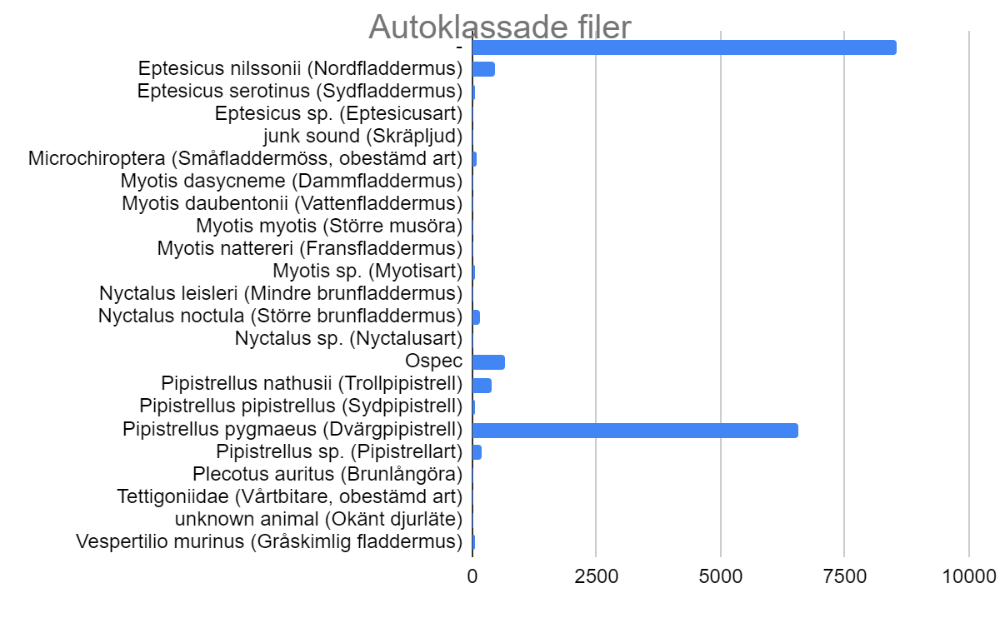 Autoklassade filer
-
Eptesicus nilssonii (Nordfladdermus)
Eptesicus serotinus (Sydfladdermus)
Eptesicus sp. (Eptesicusart)
junk sound (Skräpljud)
Microchiroptera (Småfladdermöss, obestämd art)
Myotis dasycneme (Dammfladdermus)
Myotis daubentonii (Vattenfladdermus)
Myotis myotis (Större musöra)
Myotis nattereri (Fransfladdermus)
Myotis sp. (Myotisart)
Nyctalus leisleri (Mindre brunfladdermus)
Nyctalus noctula (Större brunfladdermus)
Nyctalus sp. (Nyctalusart)
Ospec
Pipistrellus nathusii (Trollpipistrell)
Pipistrellus pipistrellus (Sydpipistrell)
Pipistrellus pygmaeus (Dvärgpipistrell)
Pipistrellus sp. (Pipistrellart)
Plecotus auritus (Brunlångöra)
Tettigoniidae (Vårtbitare, obestämd art)
unknown animal (Okänt djurläte)
Vespertilio murinus (Gråskimlig fladdermus)
0 2500 5000 7500 10000